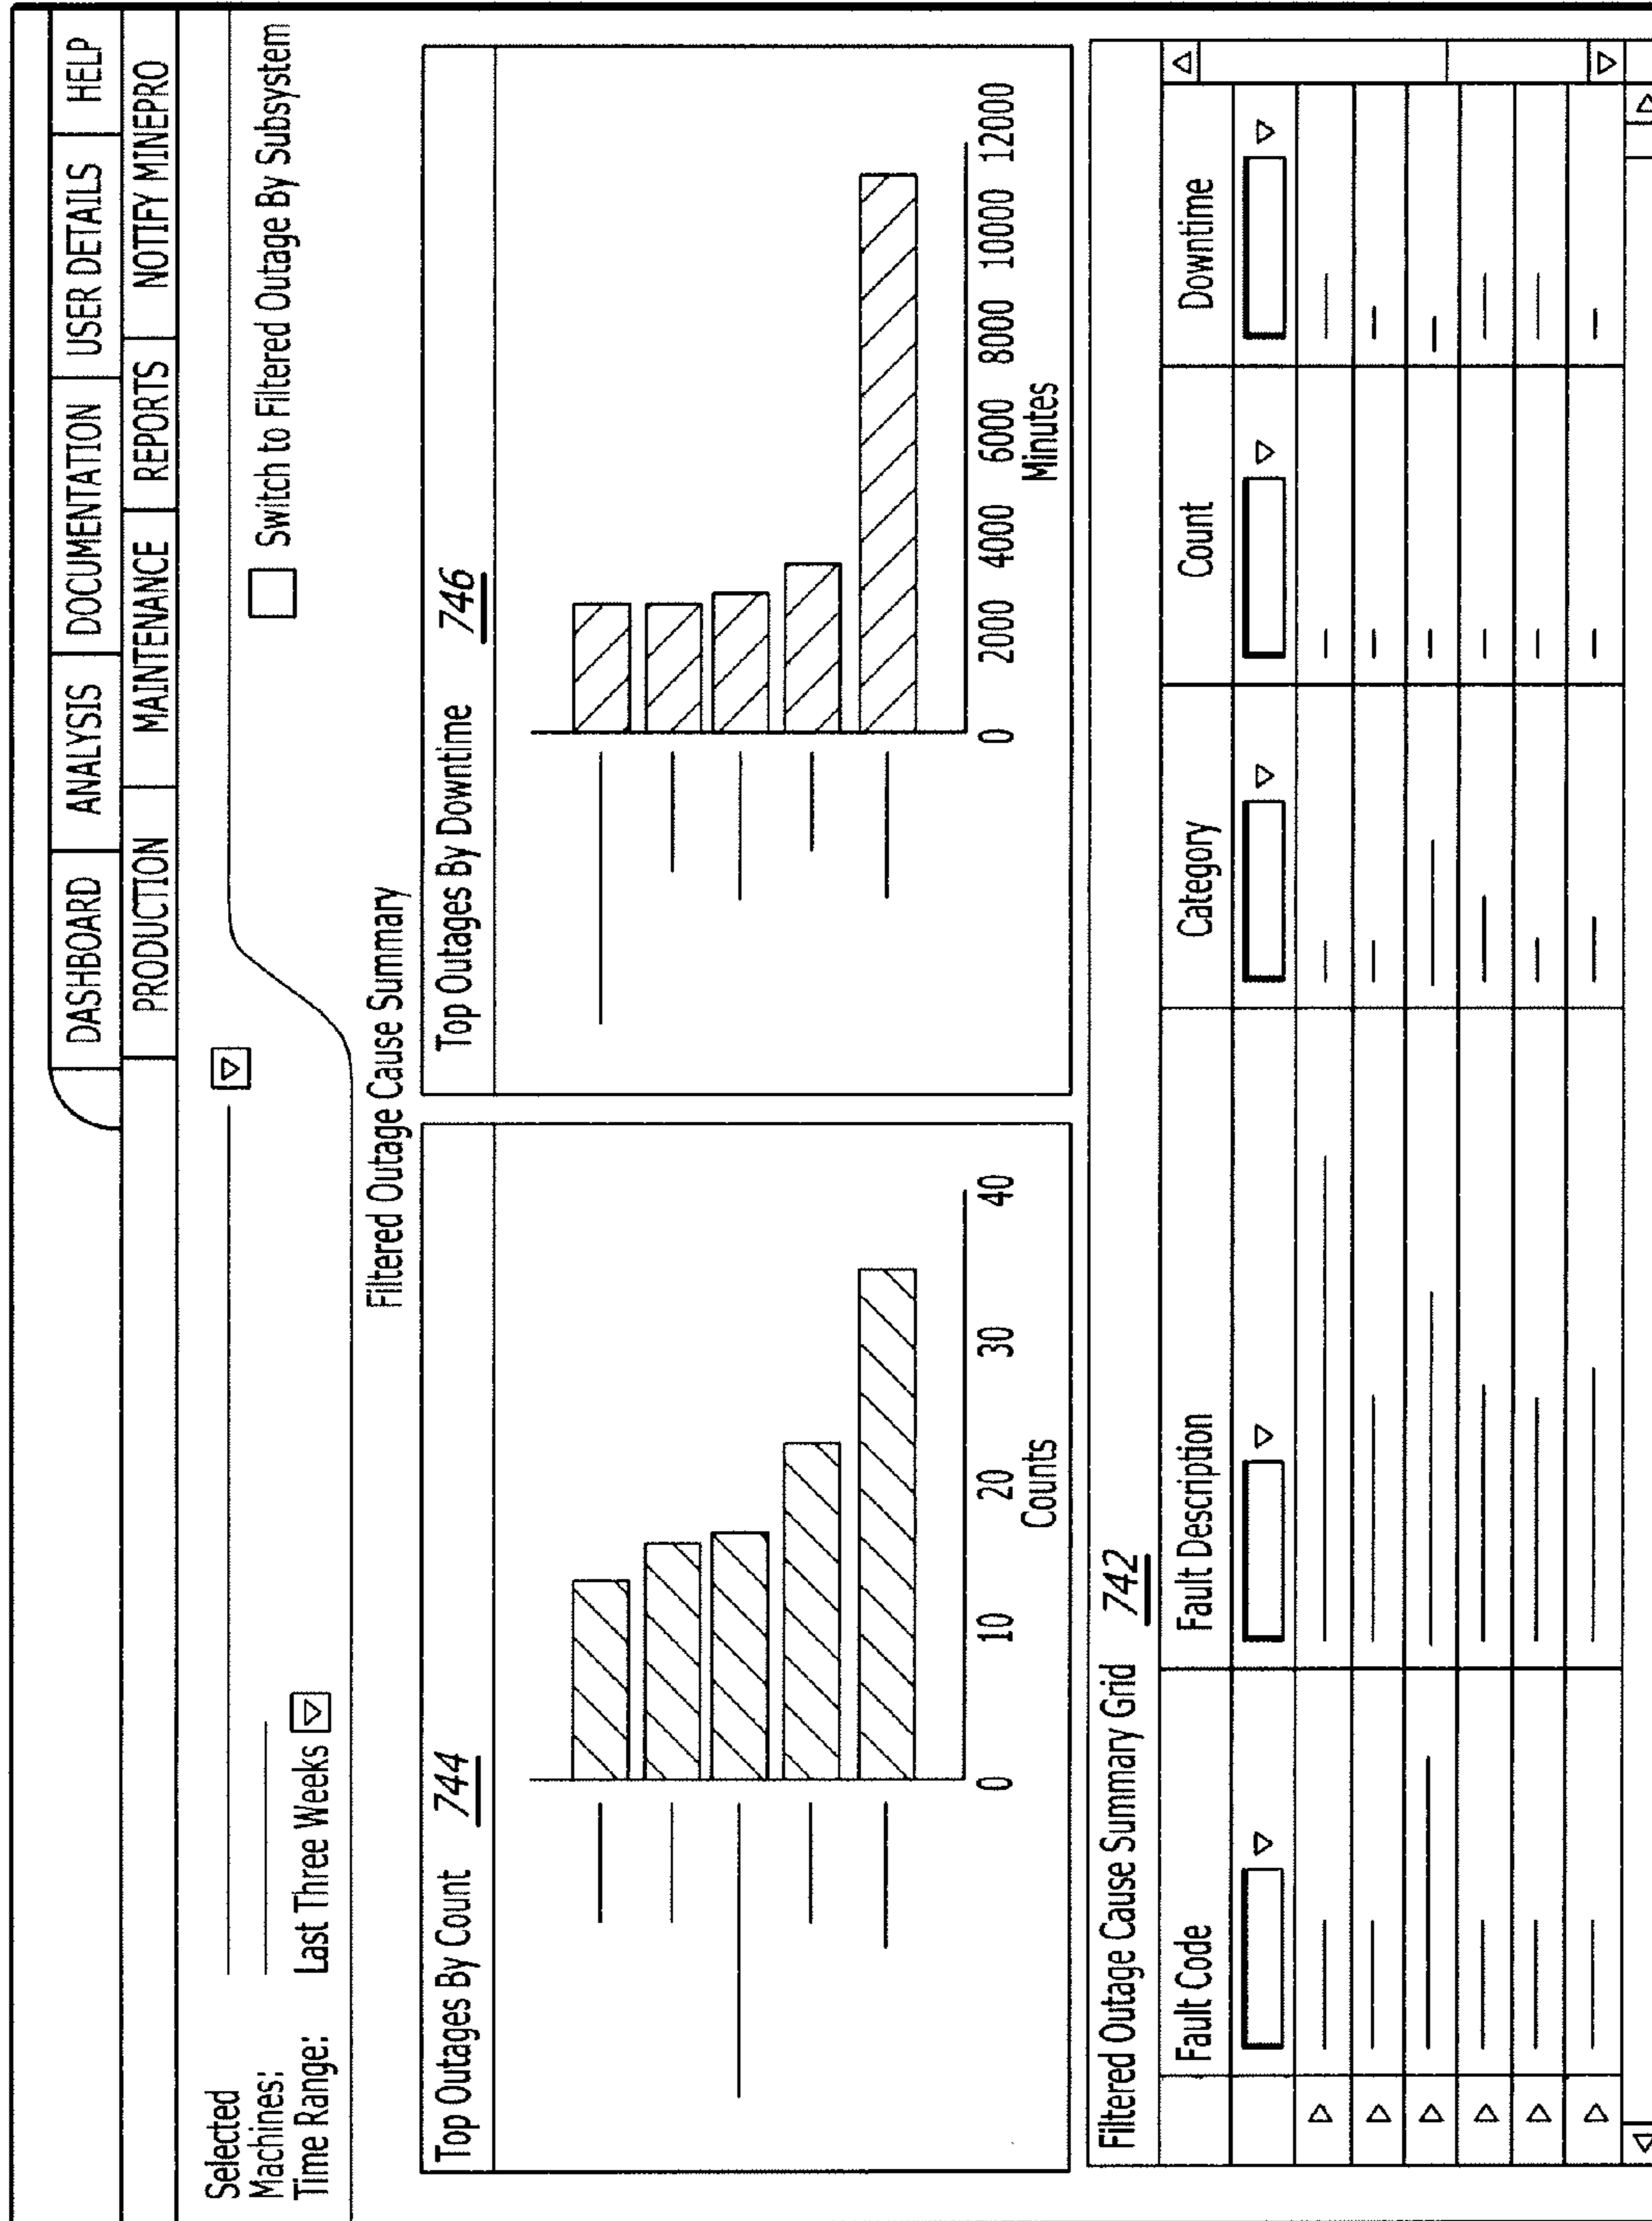 DASHBOARD ANALYSIS DOCUMENTATION USER DETAILS HELP
PRODUCTION MAINTENANCE REPORTS NOTIFY MINEPRO
Selected
Machines:
Time Range: Last Three Weeks
Switch to Filtered Outage By Subsystem
Filtered Outage Cause Summary
Top Outages By Count 744
0 10 20 30 40
Counts
Top Outages By Downtime 746
0 2000 4000 6000 8000 10000 12000
Minutes
Filtered Outage Cause Summary Grid 742
Fault Code Fault Description Category Count Downtime